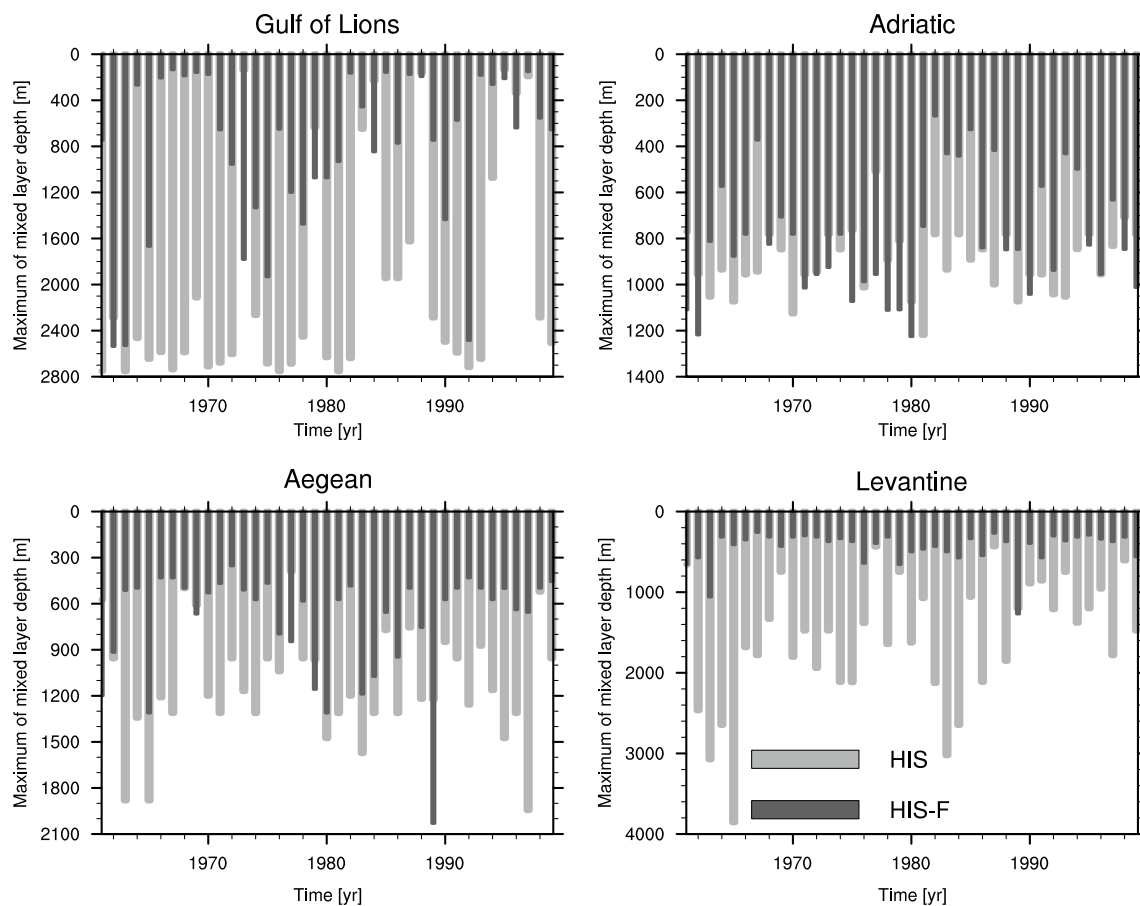 Gulf of Lions
Maximum of mixed layer depth [m]
0
400
800
1200
1600
2000
2400
2800
1970
1980
1990
Time [yr]
Adriatic
Maximum of mixed layer depth [m]
0
200
400
600
800
1000
1200
1400
1970
1980
1990
Time [yr]
Aegean
Maximum of mixed layer depth [m]
0
300
600
900
1200
1500
1800
2100
1970
1980
1990
Time [yr]
Levantine
Maximum of mixed layer depth [m]
0
1000
2000
3000
4000
HIS
HIS-F
1970
1980
1990
Time [yr]